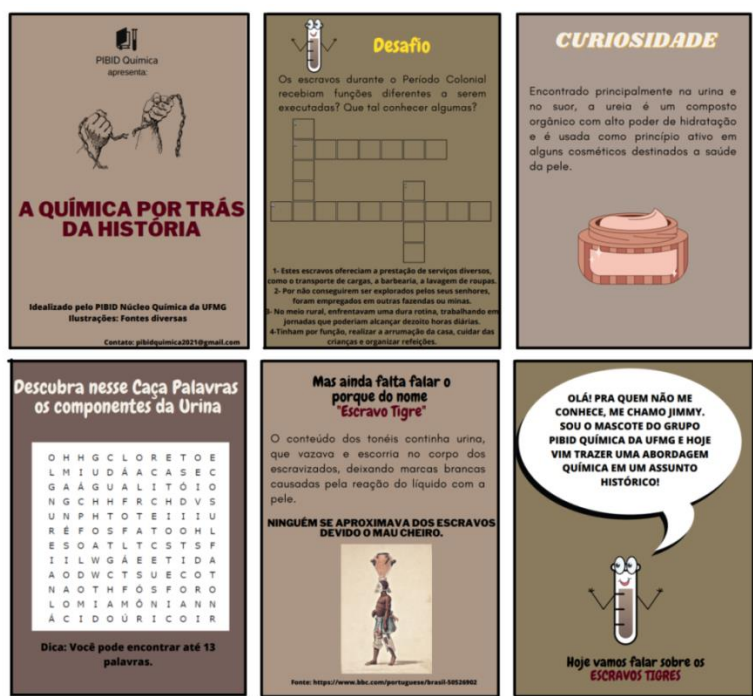 PIBID Química
apresenta:
A QUÍMICA POR TRÁS
DA HISTÓRIA
Idealizado pelo PIBID Núcleo Química da UFMG
Ilustrações: Fontes diversas
Contato: pibidquimica2021@gmail.com
Desafio
Os escravos durante o Período Colonial
recebiam funções diferentes a serem
executadas? Que tal conhecer algumas?
1- Estes escravos ofereciam a prestação de serviços diversos,
como o transporte de cargas, a barbearia, a lavagem de roupas.
2- Por não conseguirem ser explorados pelos seus senhores,
foram empregados em outras fazendas ou minas.
3- No meio rural, enfrentavam uma dura rotina, trabalhando em
jornadas que poderiam alcançar dezoito horas diárias.
4-Tinham por função, realizar a arrumação da casa, cuidar das
crianças e organizar refeições.
CURIOSIDADE
Encontrado principalmente na urina e
no suor, a ureia é um composto
orgânico com alto poder de hidratação
e é usada como princípio ativo em
alguns cosméticos destinados a saúde
da pele.
Descubra nesse Caça Palavras
os componentes da Urina
O H H G C L O R E T O E
L M I U D Á A C A S E C
G A Á G U A L I T Ó I O
N G C H H F R C H D V S
U N P H T O T E I I I U
R É F O S F A T O O H L
E S O A T L T C S T S F
I I L W G Á E E T I D A
A O D W C T S U E C O T
N A O T H F Ó S F O R O
L O M I A M Ô N I A N N
Á C I D O Ú R I C O I R
Dica: Você pode encontrar até 13
palavras.
Mas ainda falta falar o
porque do nome
"Escravo Tigre"
O conteúdo dos tonéis continha urina,
que vazava e escorria no corpo dos
escravizados, deixando marcas brancas
causadas pela reação do líquido com a
pele.
NINGUÉM SE APROXIMAVA DOS ESCRAVOS
DEVIDO O MAU CHEIRO.
Fonte: https://www.bbc.com/portuguese/brasil-50526902
OLÁ! PRA QUEM NÃO ME
CONHECE, ME CHAMO JIMMY.
SOU O MASCOTE DO GRUPO
PIBID QUÍMICA DA UFMG E HOJE
VIM TRAZER UMA ABORDAGEM
QUÍMICA EM UM ASSUNTO
HISTÓRICO!
Hoje vamos falar sobre os
ESCRAVOS TIGRES